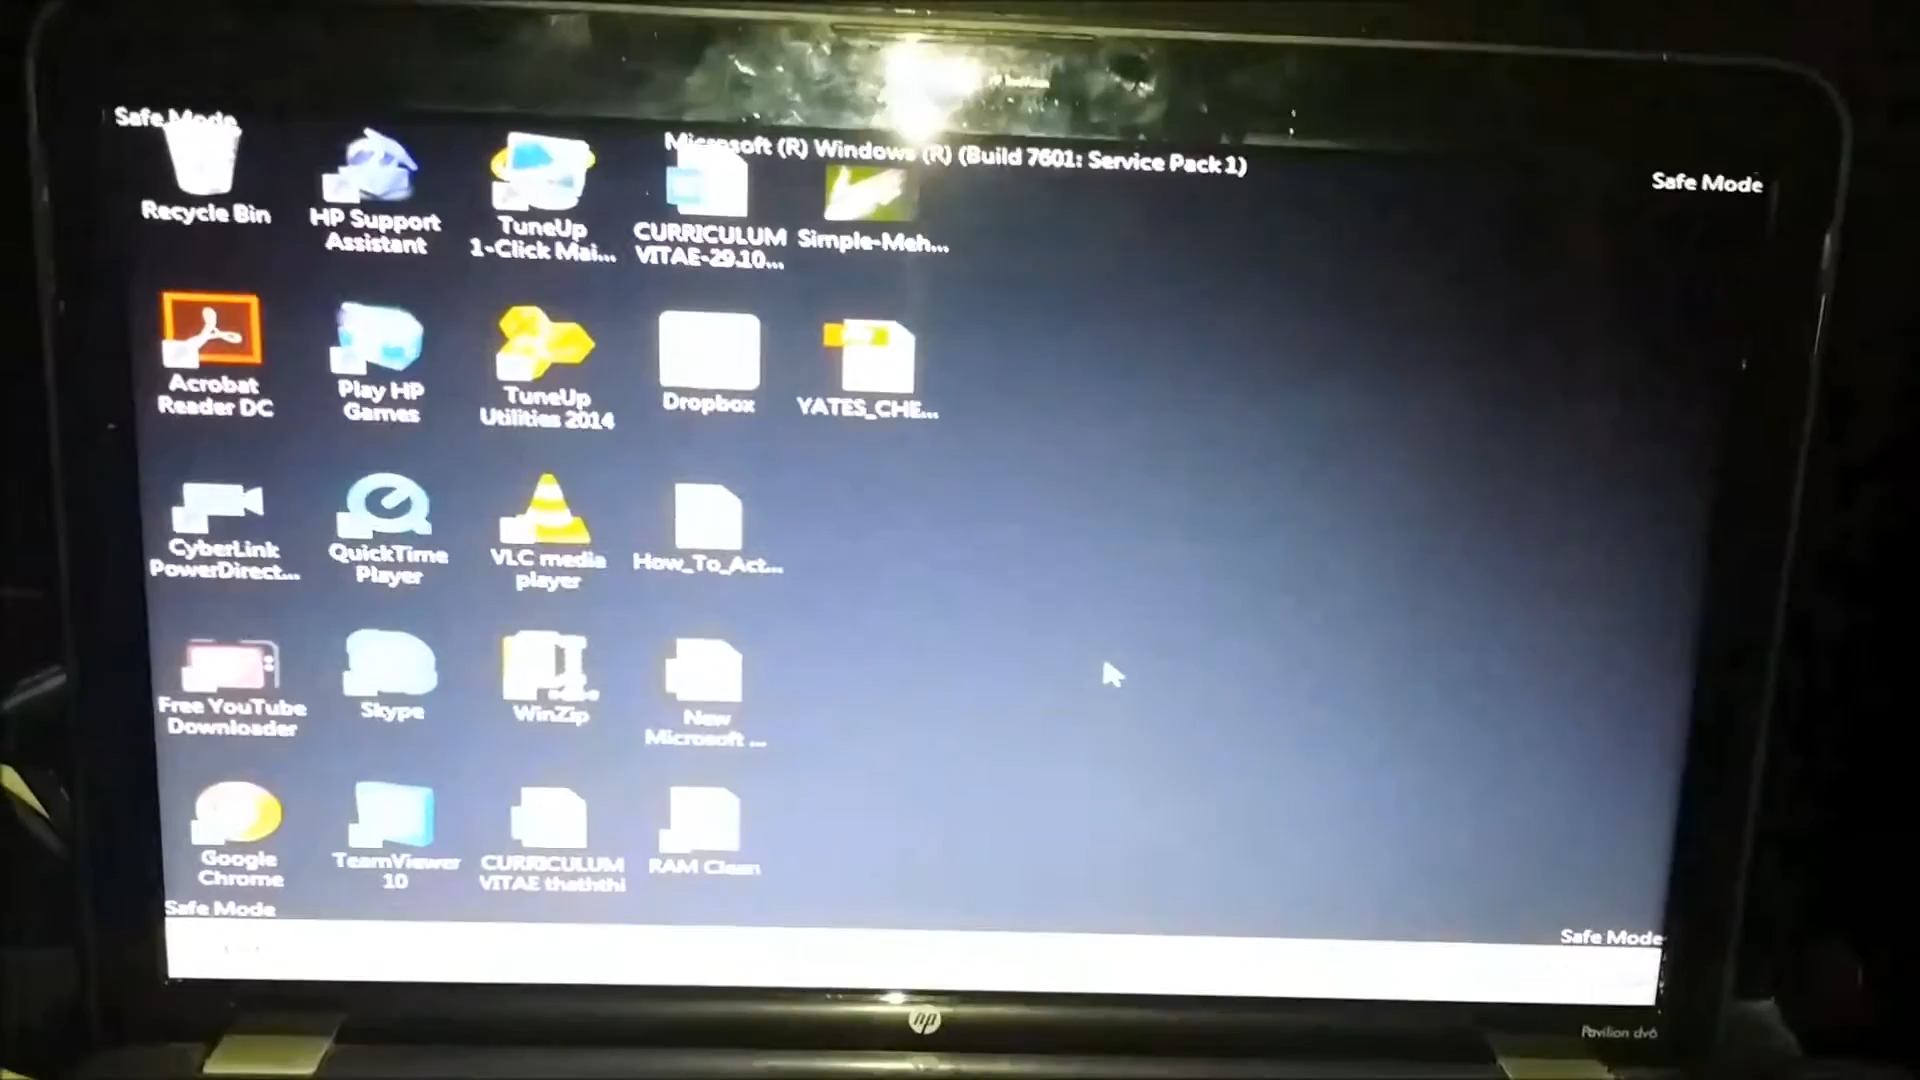 Safe Mode
Microsoft (R) Windows (R) (Build 7601: Service Pack 1)
Safe Mode
Recycle Bin
HP Support
Assistant
TuneUp
1-Click Mai...
CURRICULUM
VITAE-29.10...
Simple-Meh...
Acrobat
Reader DC
Play HP
Games
TuneUp
Utilities 2014
Dropbox
YATES_CHE...
CyberLink
PowerDirect...
QuickTime
Player
VLC media
player
How_To_Act...
Free YouTube
Downloader
Skype
WinZip
New
Microsoft ...
Google
Chrome
TeamViewer
10
CURRICULUM
VITAE thaththi
RAM Clean
Safe Mode
Safe Mode
hp
Pavilion dv6